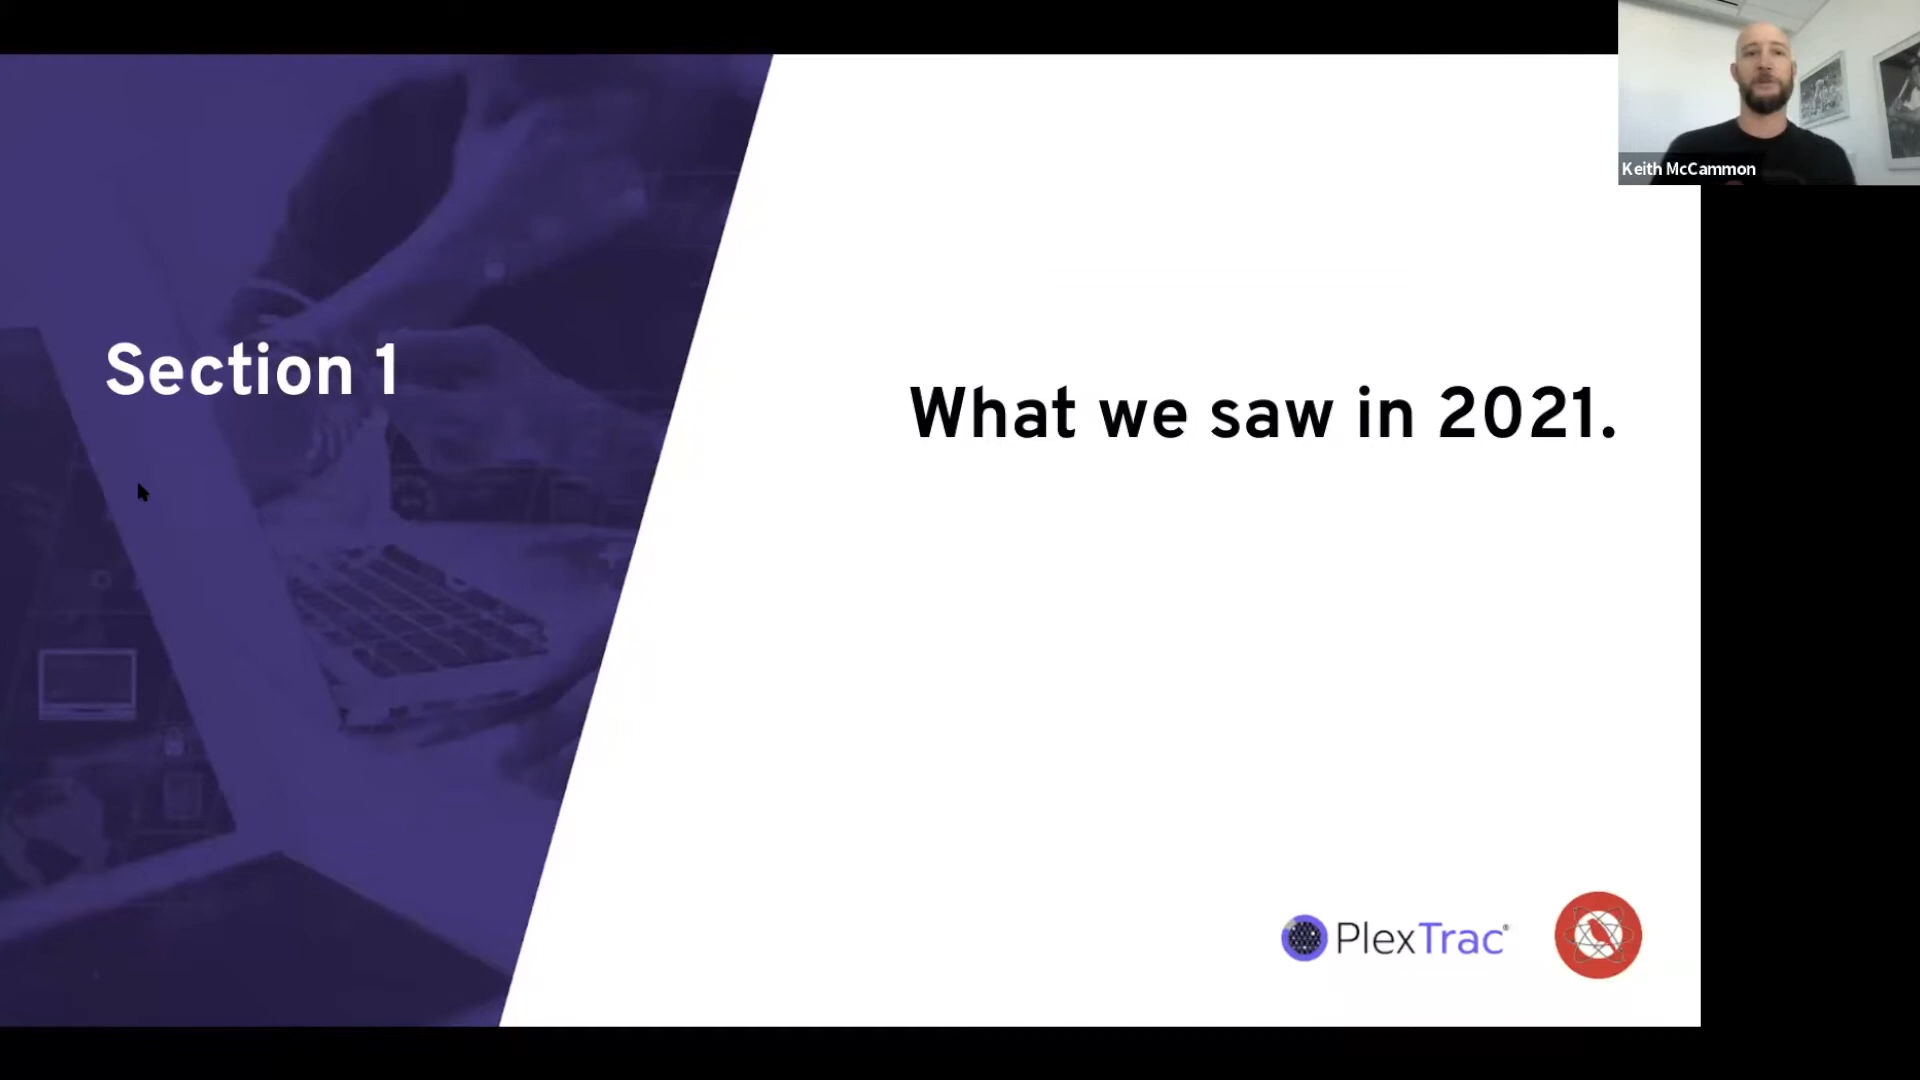 Keith McCammon
Section 1
What we saw in 2021.
PlexTrac®